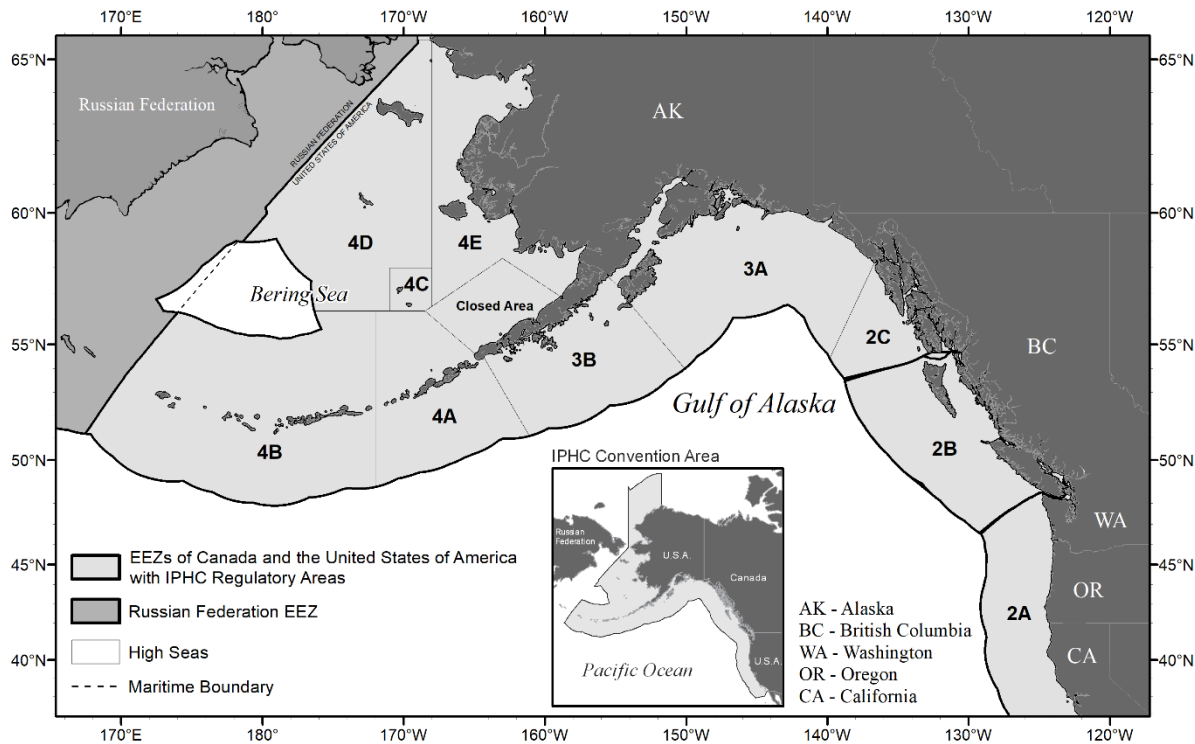 170°E
180°
170°W
160°W
150°W
140°W
130°W
120°W
65°N
65°N
Russian Federation
RUSSIAN FEDERATION
UNITED STATES OF AMERICA
AK
60°N
60°N
4D
4E
3A
4C
Bering Sea
Closed Area
2C
55°N
55°N
BC
3B
Gulf of Alaska
4A
4B
2B
50°N
50°N
IPHC Convention Area
WA
Russian
Federation
U.S.A.
Canada
U.S.A.
Pacific Ocean
EEZs of Canada and the United States of America
with IPHC Regulatory Areas
Russian Federation EEZ
High Seas
Maritime Boundary
45°N
45°N
OR
2A
AK - Alaska
BC - British Columbia
WA - Washington
OR - Oregon
CA - California
CA
40°N
40°N
170°E
180°
170°W
160°W
150°W
140°W
130°W
120°W